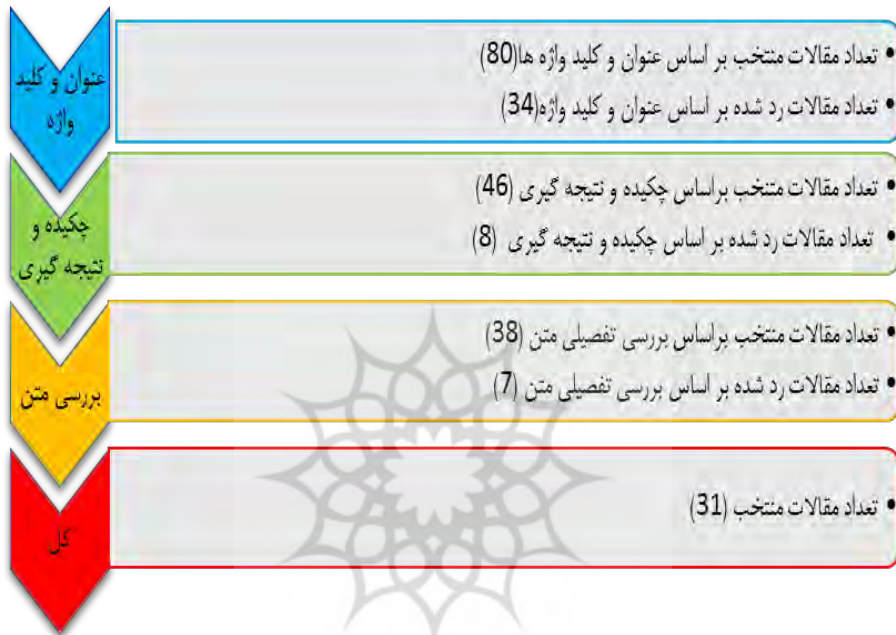 عنوان و کلید
واژه
• تعداد مقالات منتخب بر اساس عنوان و کلید واژه ها(80)
• تعداد مقالات رد شده بر اساس عنوان و کلید واژه(34)
چکیده و
نتیجه گیری
• تعداد مقالات منتخب براساس چکیده و نتیجه گیری (46)
• تعداد مقالات رد شده بر اساس چکیده و نتیجه گیری (8)
بررسی متن
• تعداد مقالات منتخب براساس بررسی تفصیلی متن (38)
• تعداد مقالات رد شده بر اساس بررسی تفصیلی متن (7)
کل
• تعداد مقالات منتخب (31)